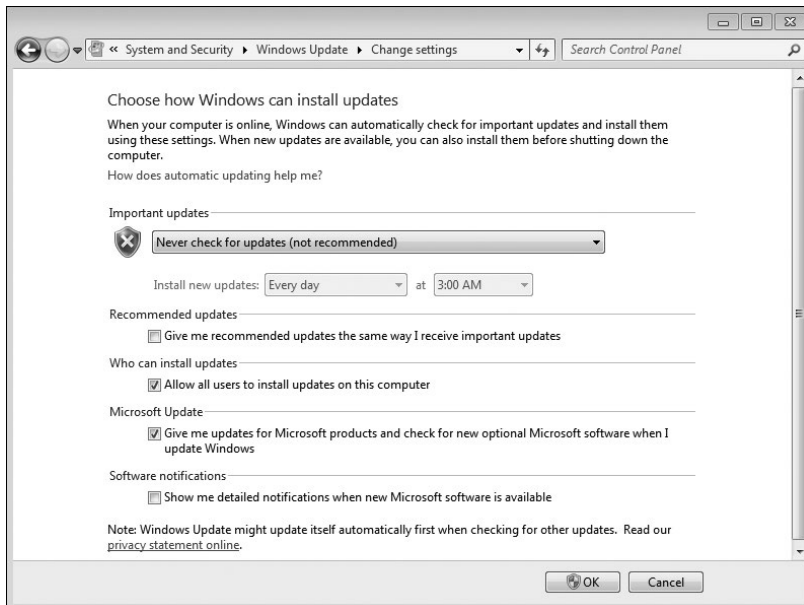 « System and Security ▸ Windows Update ▸ Change settings
Search Control Panel
Choose how Windows can install updates
When your computer is online, Windows can automatically check for important updates and install them
using these settings. When new updates are available, you can also install them before shutting down the
computer.
How does automatic updating help me?
Important updates
Never check for updates (not recommended)
Install new updates: Every day at 3:00 AM
Recommended updates
Give me recommended updates the same way I receive important updates
Who can install updates
Allow all users to install updates on this computer
Microsoft Update
Give me updates for Microsoft products and check for new optional Microsoft software when I
update Windows
Software notifications
Show me detailed notifications when new Microsoft software is available
Note: Windows Update might update itself automatically first when checking for other updates. Read our
privacy statement online.
OK Cancel